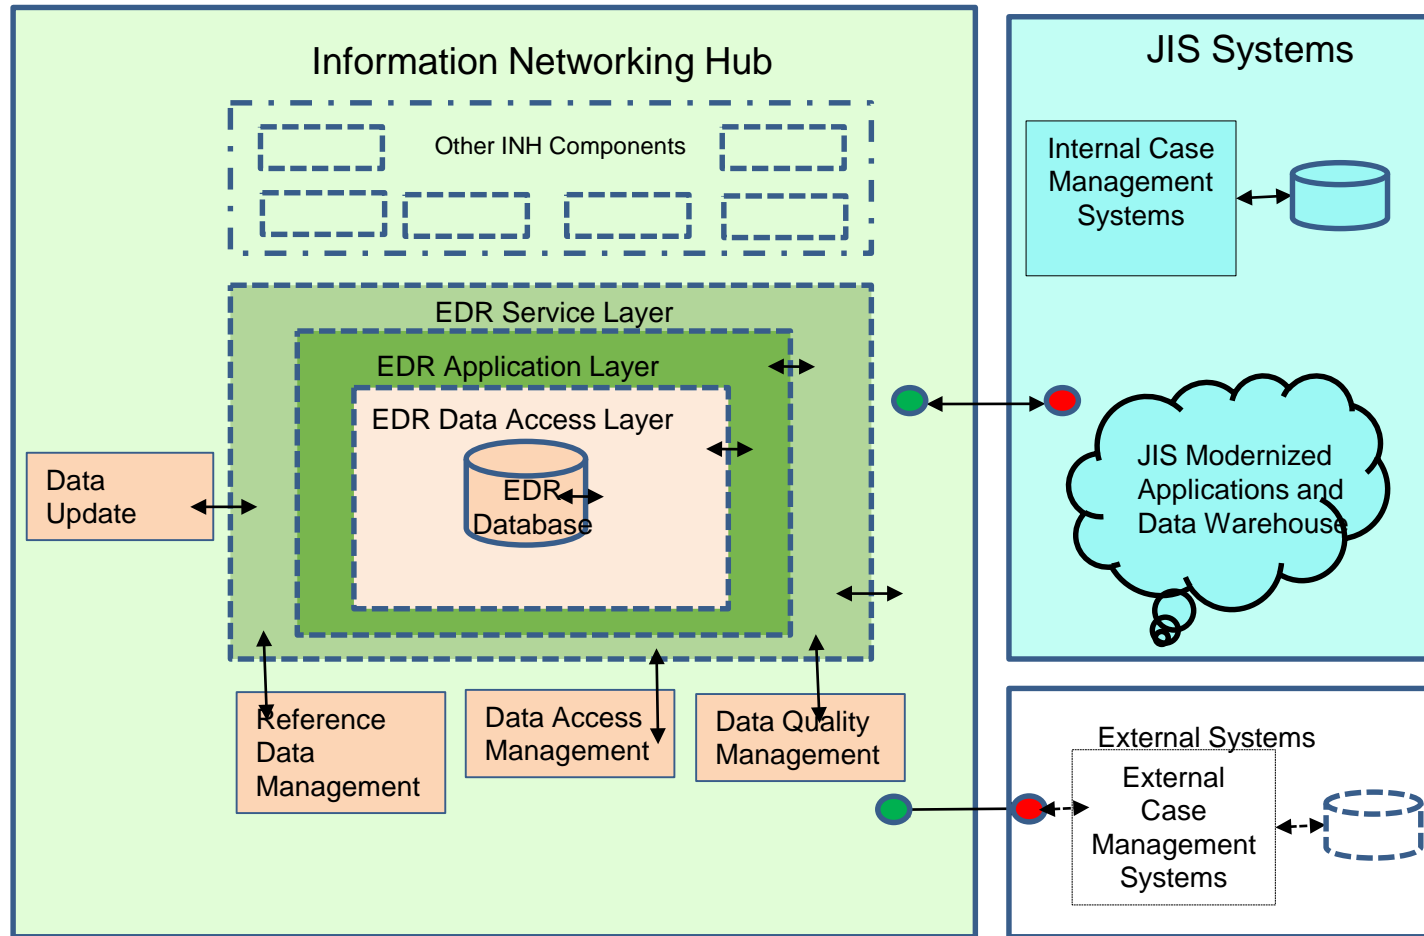 Information Networking Hub
Other INH Components
EDR Service Layer
EDR Application Layer
EDR Data Access Layer
EDR
Database
Data
Update
Reference
Data
Management
Data Access
Management
Data Quality
Management
JIS Systems
Internal Case
Management
Systems
JIS Modernized
Applications and
Data Warehouse
External Systems
External
Case
Management
Systems